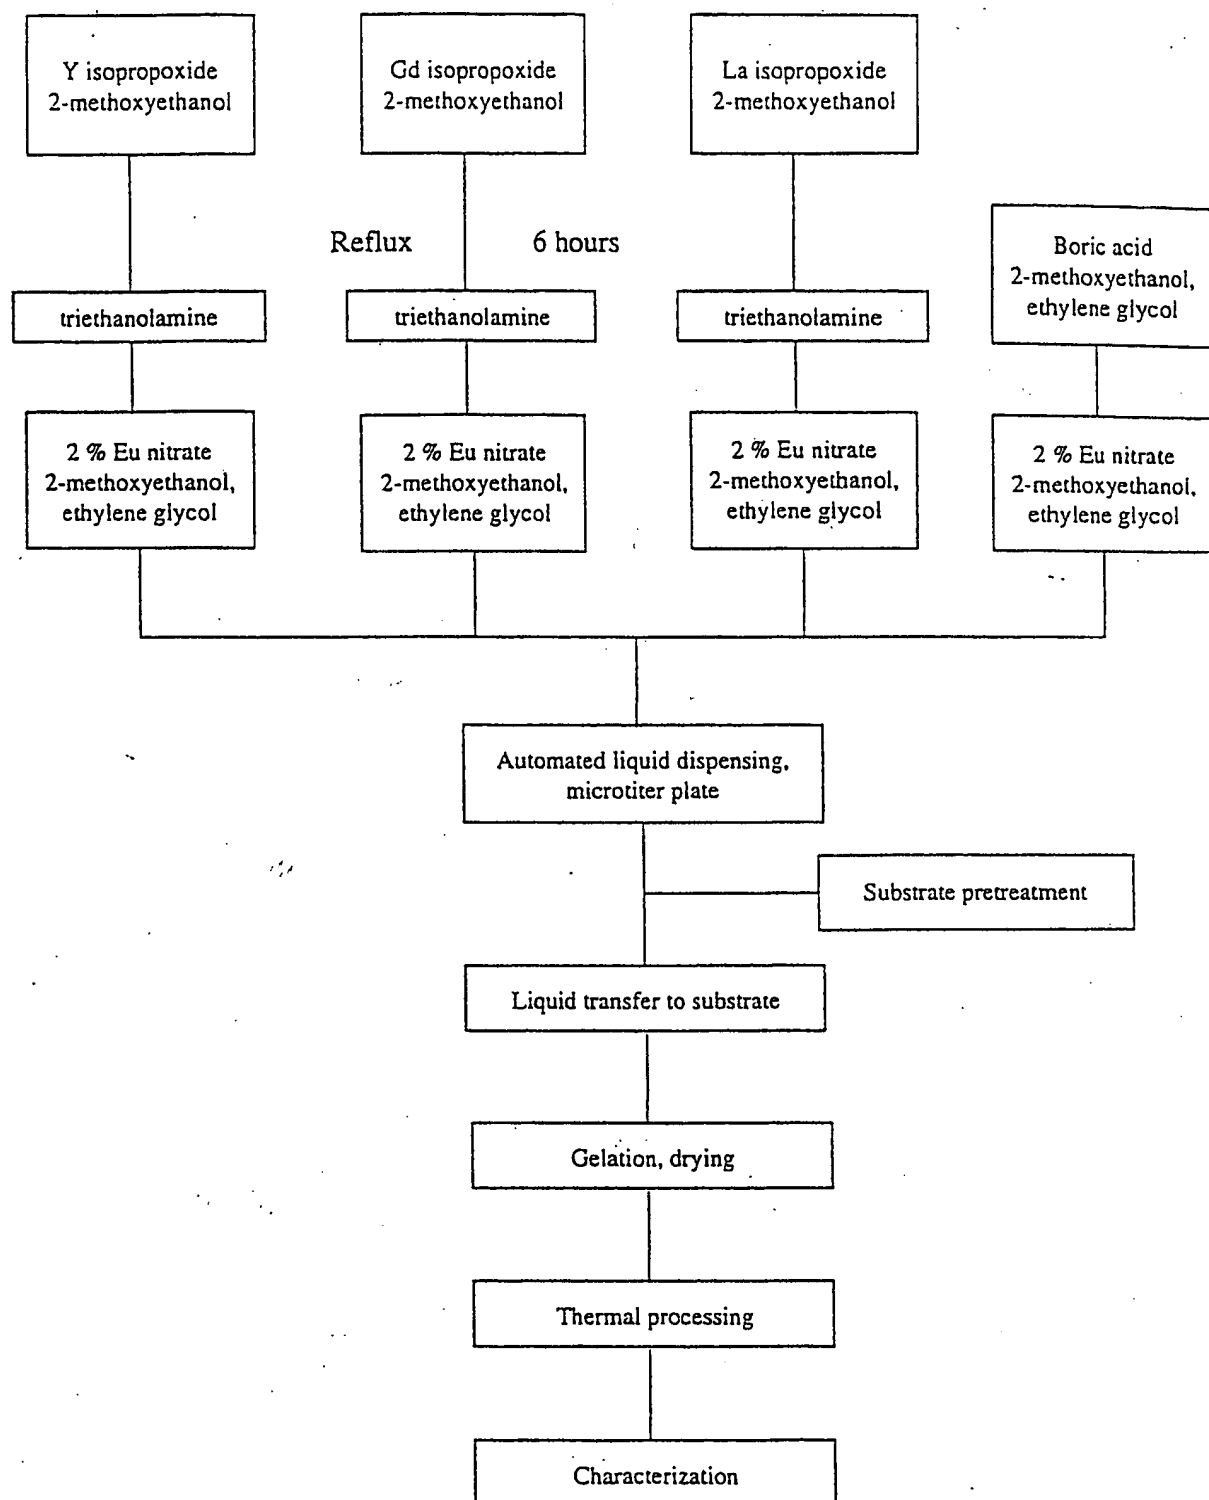 Y isopropoxide
2-methoxyethanol
Gd isopropoxide
2-methoxyethanol
La isopropoxide
2-methoxyethanol
Reflux 6 hours
Boric acid
2-methoxyethanol,
ethylene glycol
triethanolamine
triethanolamine
triethanolamine
2 % Eu nitrate
2-methoxyethanol,
ethylene glycol
2 % Eu nitrate
2-methoxyethanol,
ethylene glycol
2 % Eu nitrate
2-methoxyethanol,
ethylene glycol
2 % Eu nitrate
2-methoxyethanol,
ethylene glycol
Automated liquid dispensing,
microtiter plate
Substrate pretreatment
Liquid transfer to substrate
Gelation, drying
Thermal processing
Characterization